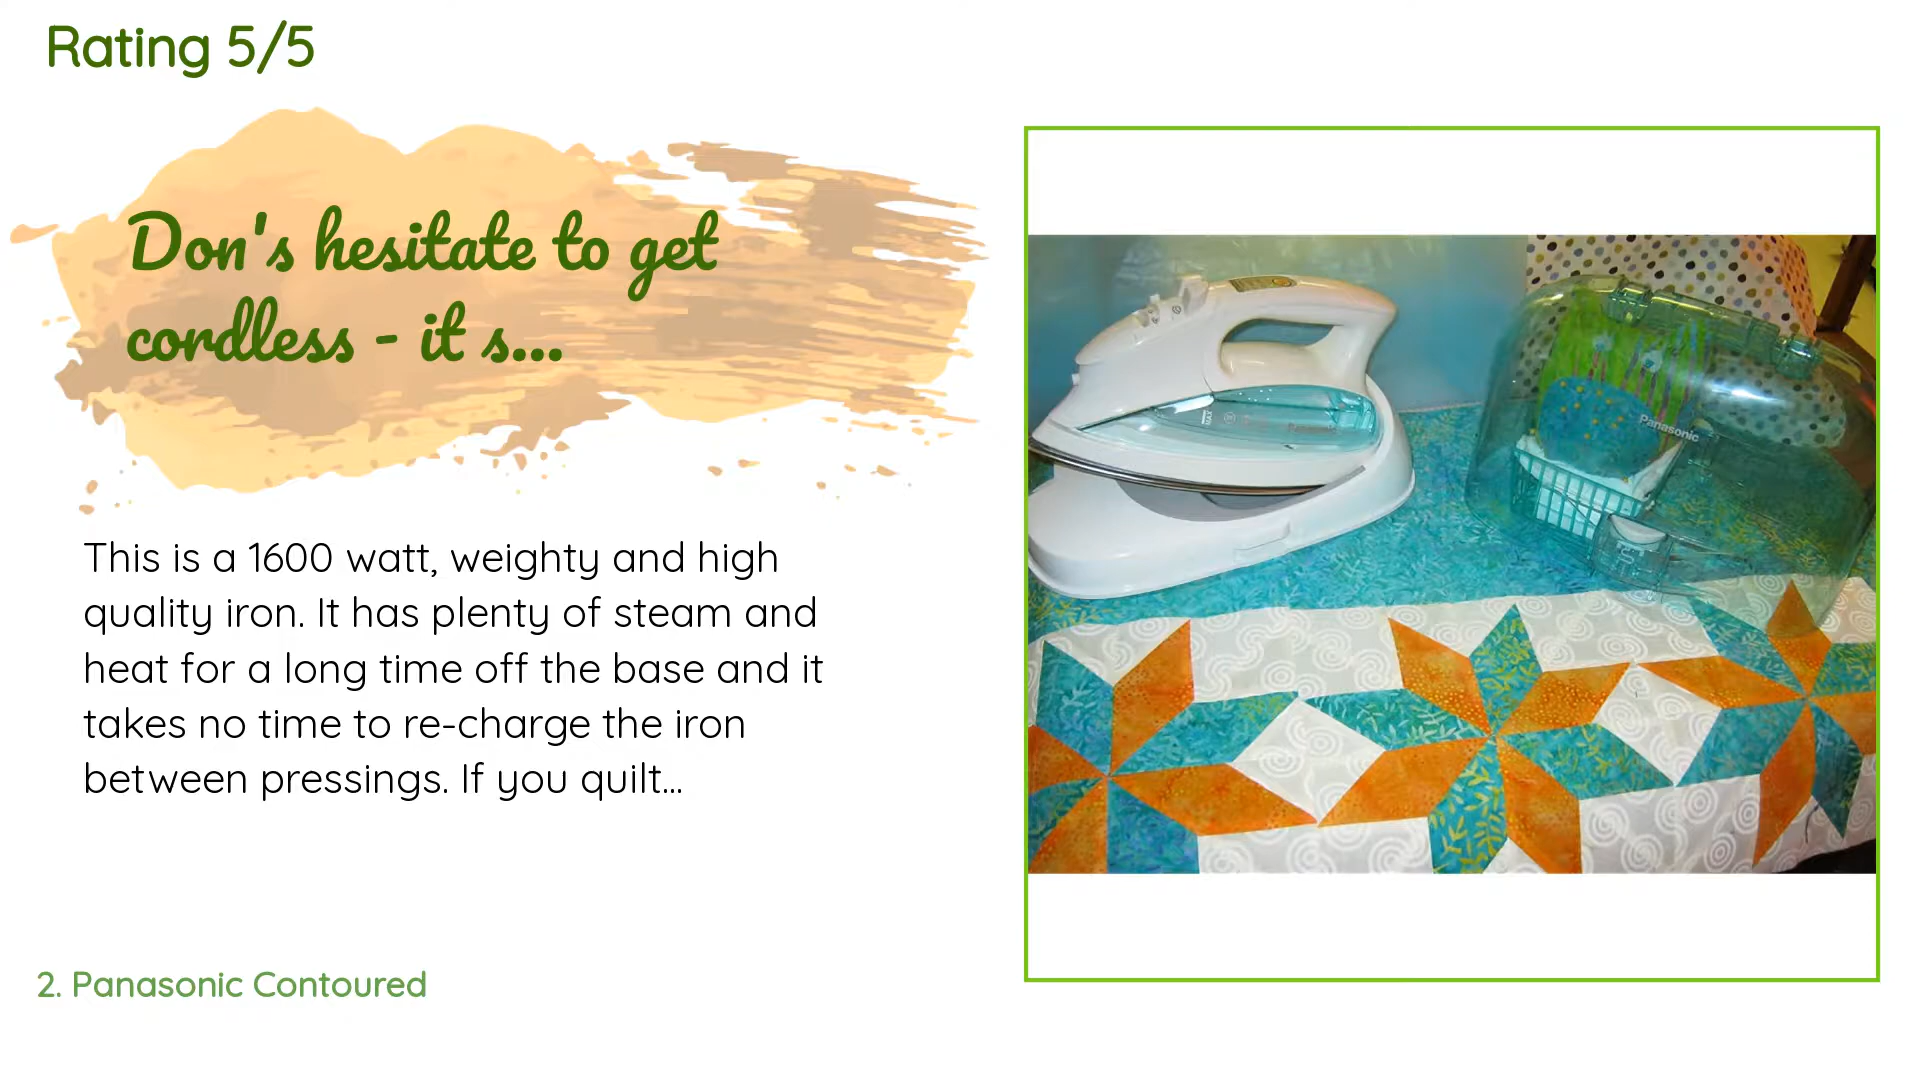 Rating 5/5
Don's hesitate to get
cordless - it s...
This is a 1600 watt, weighty and high
quality iron. It has plenty of steam and
heat for a long time off the base and it
takes no time to re-charge the iron
between pressings. If you quilt...
Panasonic
MAX
2. Panasonic Contoured